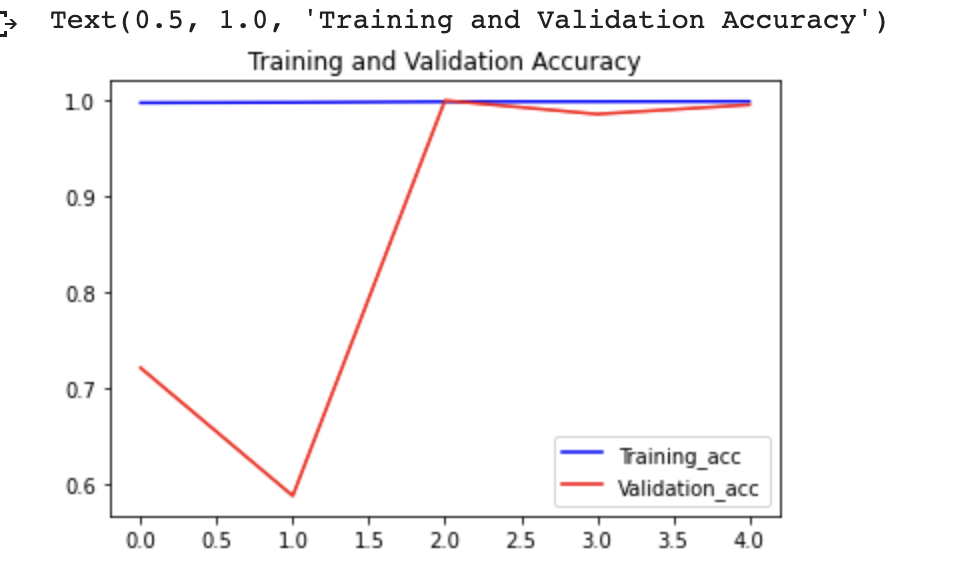 Text(0.5, 1.0, 'Training and Validation Accuracy')
Training and Validation Accuracy
1.0
0.9
0.8
0.7
0.6
Training_acc
Validation_acc
0.0 0.5 1.0 1.5 2.0 2.5 3.0 3.5 4.0